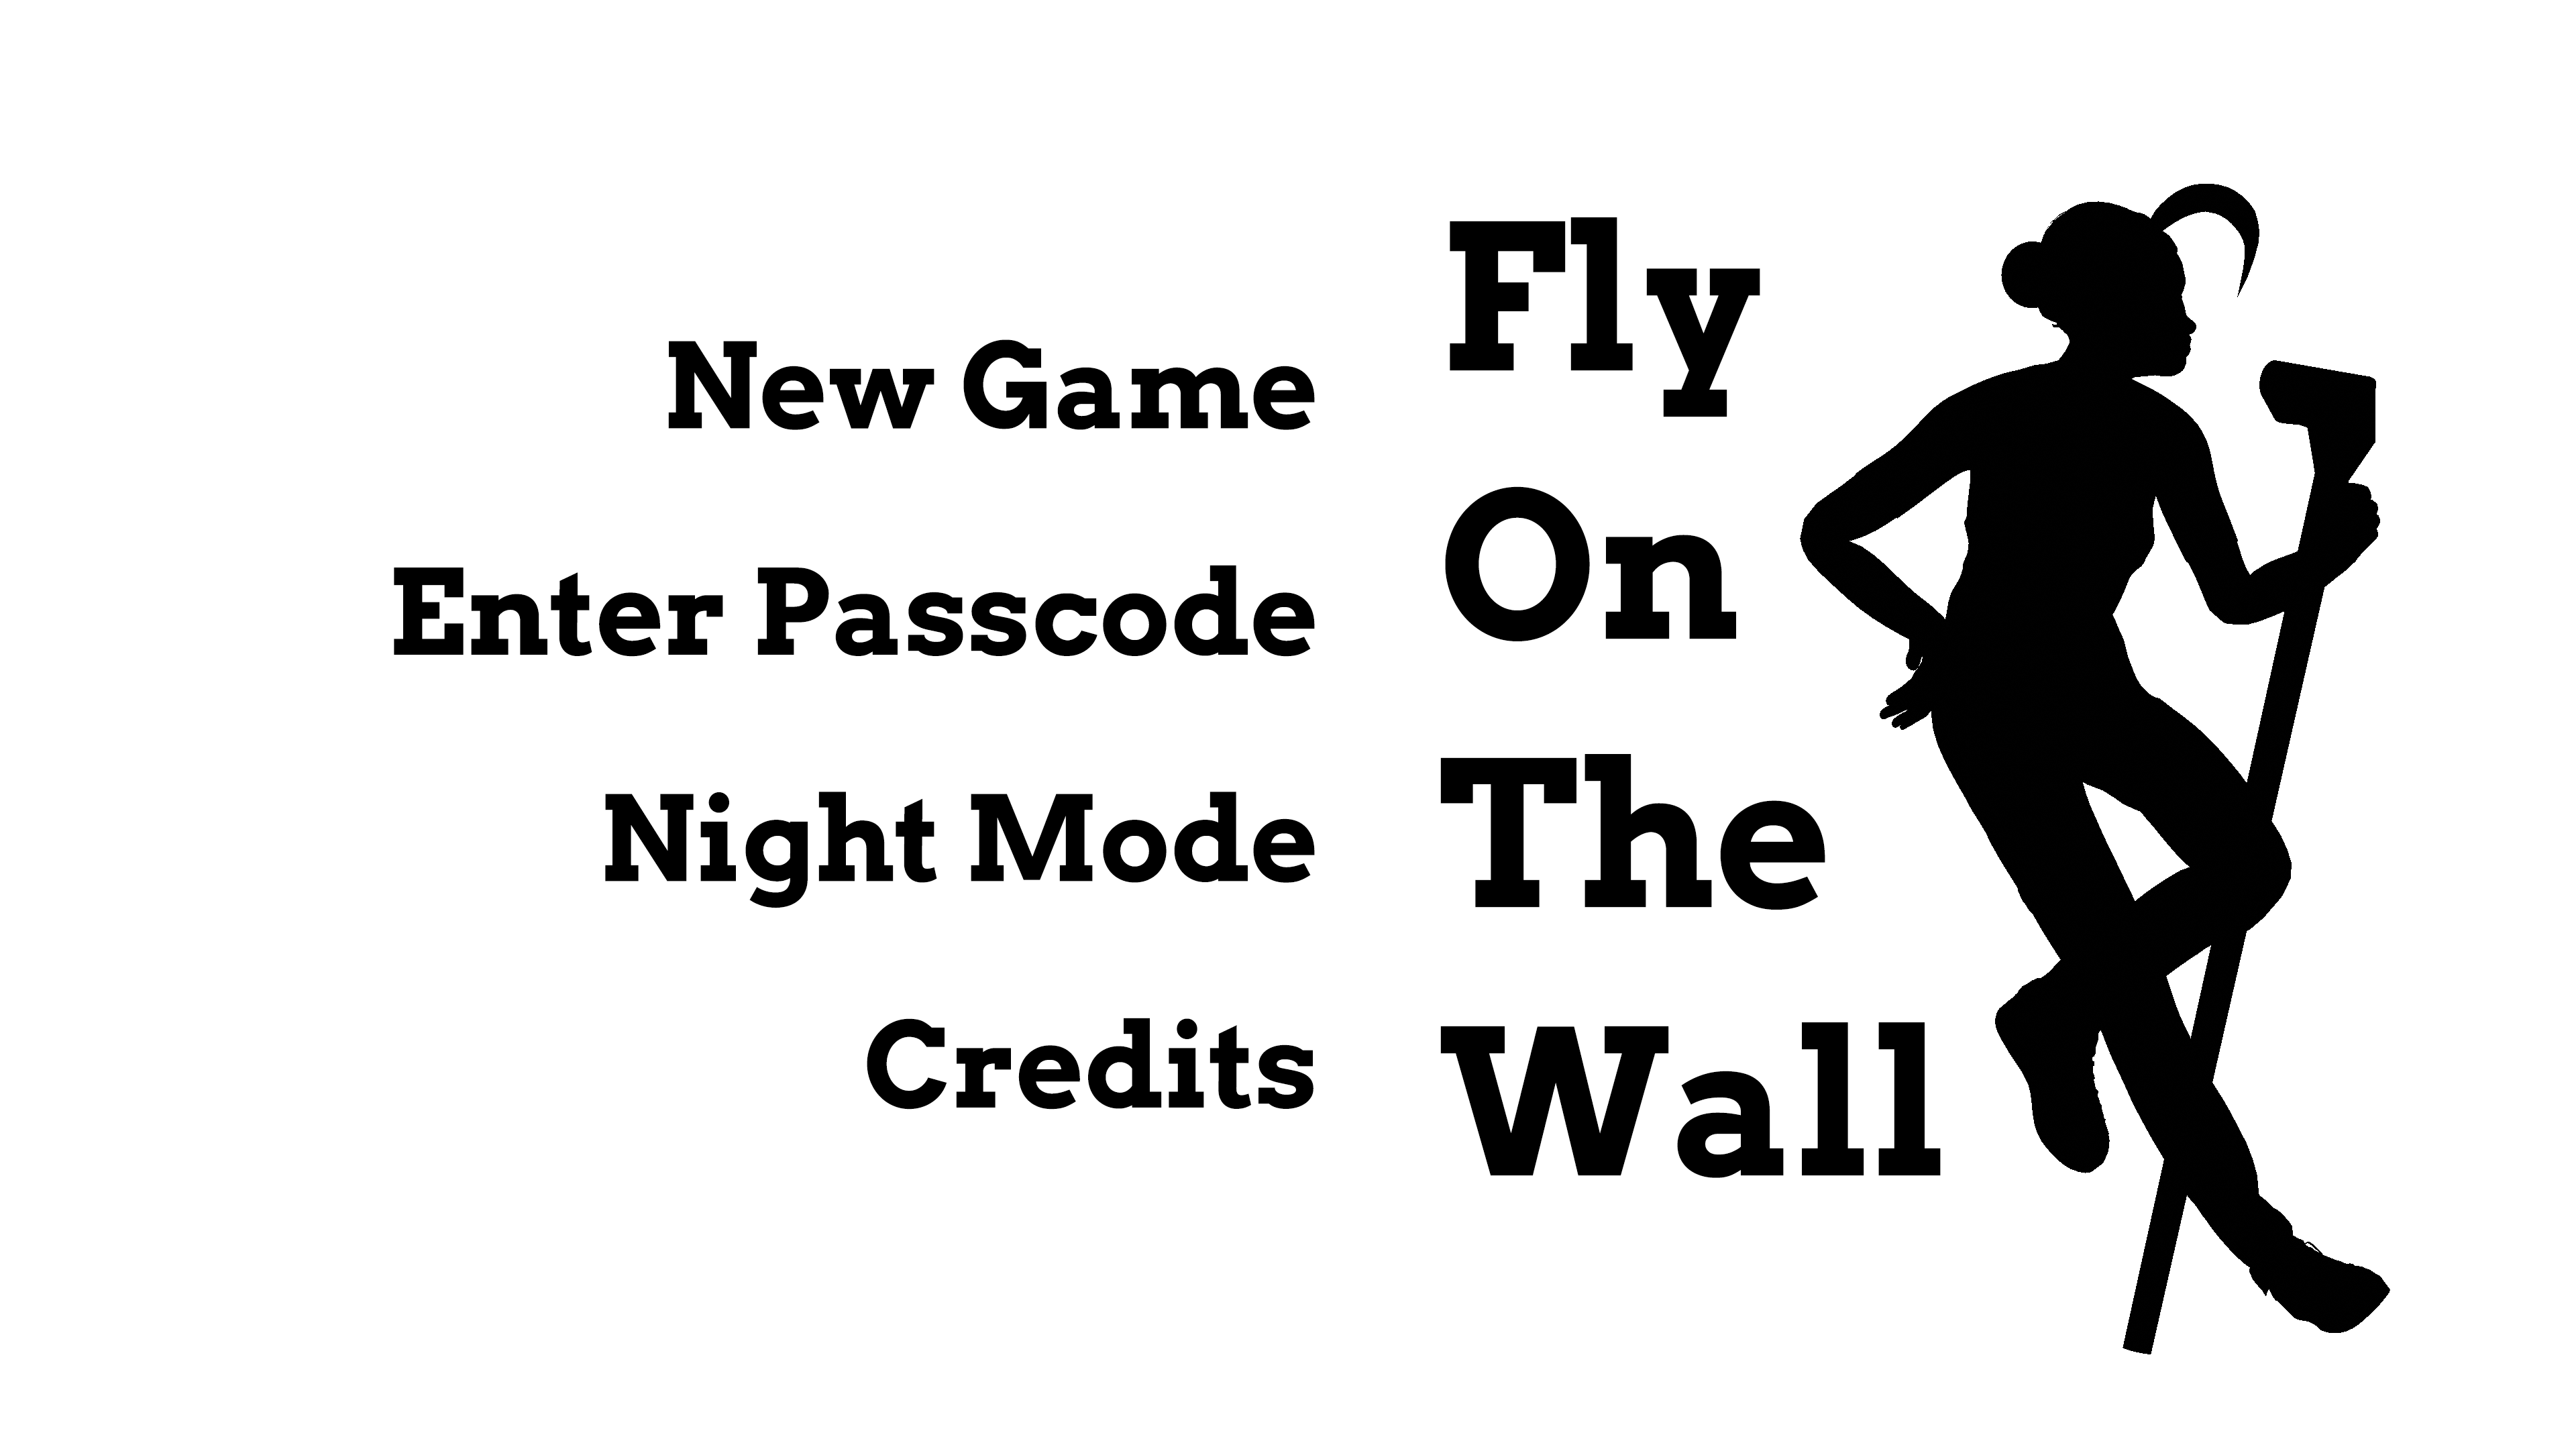 New Game
Enter Passcode
Night Mode
Credits
Fly
On
The
Wall